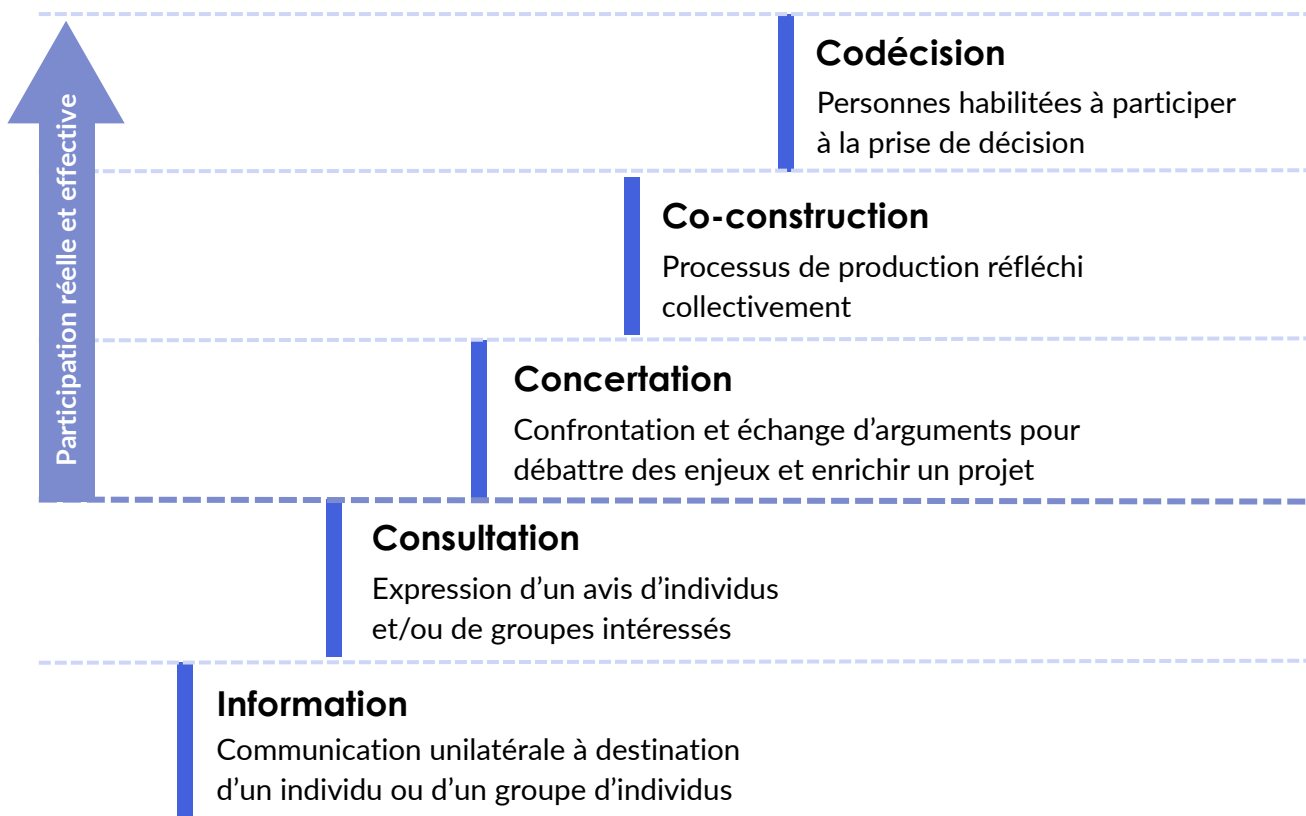 Participation réelle et effective
Codécision
Personnes habilitées à participer
à la prise de décision
Co-construction
Processus de production réfléchi
collectivement
Concertation
Confrontation et échange d’arguments pour
débattre des enjeux et enrichir un projet
Consultation
Expression d’un avis d’individus
et/ou de groupes intéressés
Information
Communication unilatérale à destination
d’un individu ou d’un groupe d’individus